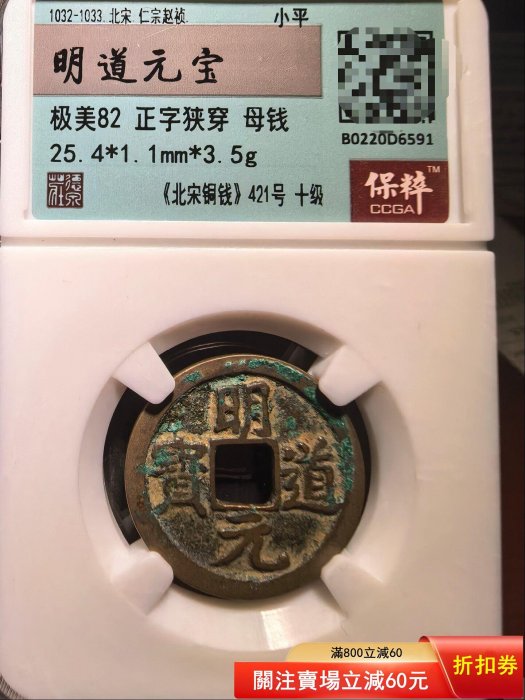 1032-1033 北宋 仁宗赵祯 小平
明道元宝
极美82 正字狭穿 母钱
25.4*1.1mm*3.5g
B0220D6591
《北宋铜钱》421号 十级
保粹™
CCGA
明道元寳
滿800立減60
關注賣場立減60元
折扣券